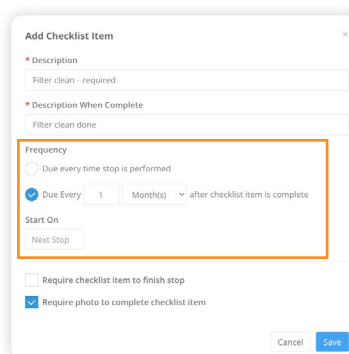 Add Checklist Item
×
* Description
Filter clean - required
* Description When Complete
Filter clean done
Frequency
Due every time stop is performed
Due Every 1 Month(s) after checklist item is complete
Start On
Next Stop
Require checklist item to finish stop
Require photo to complete checklist item
Cancel Save